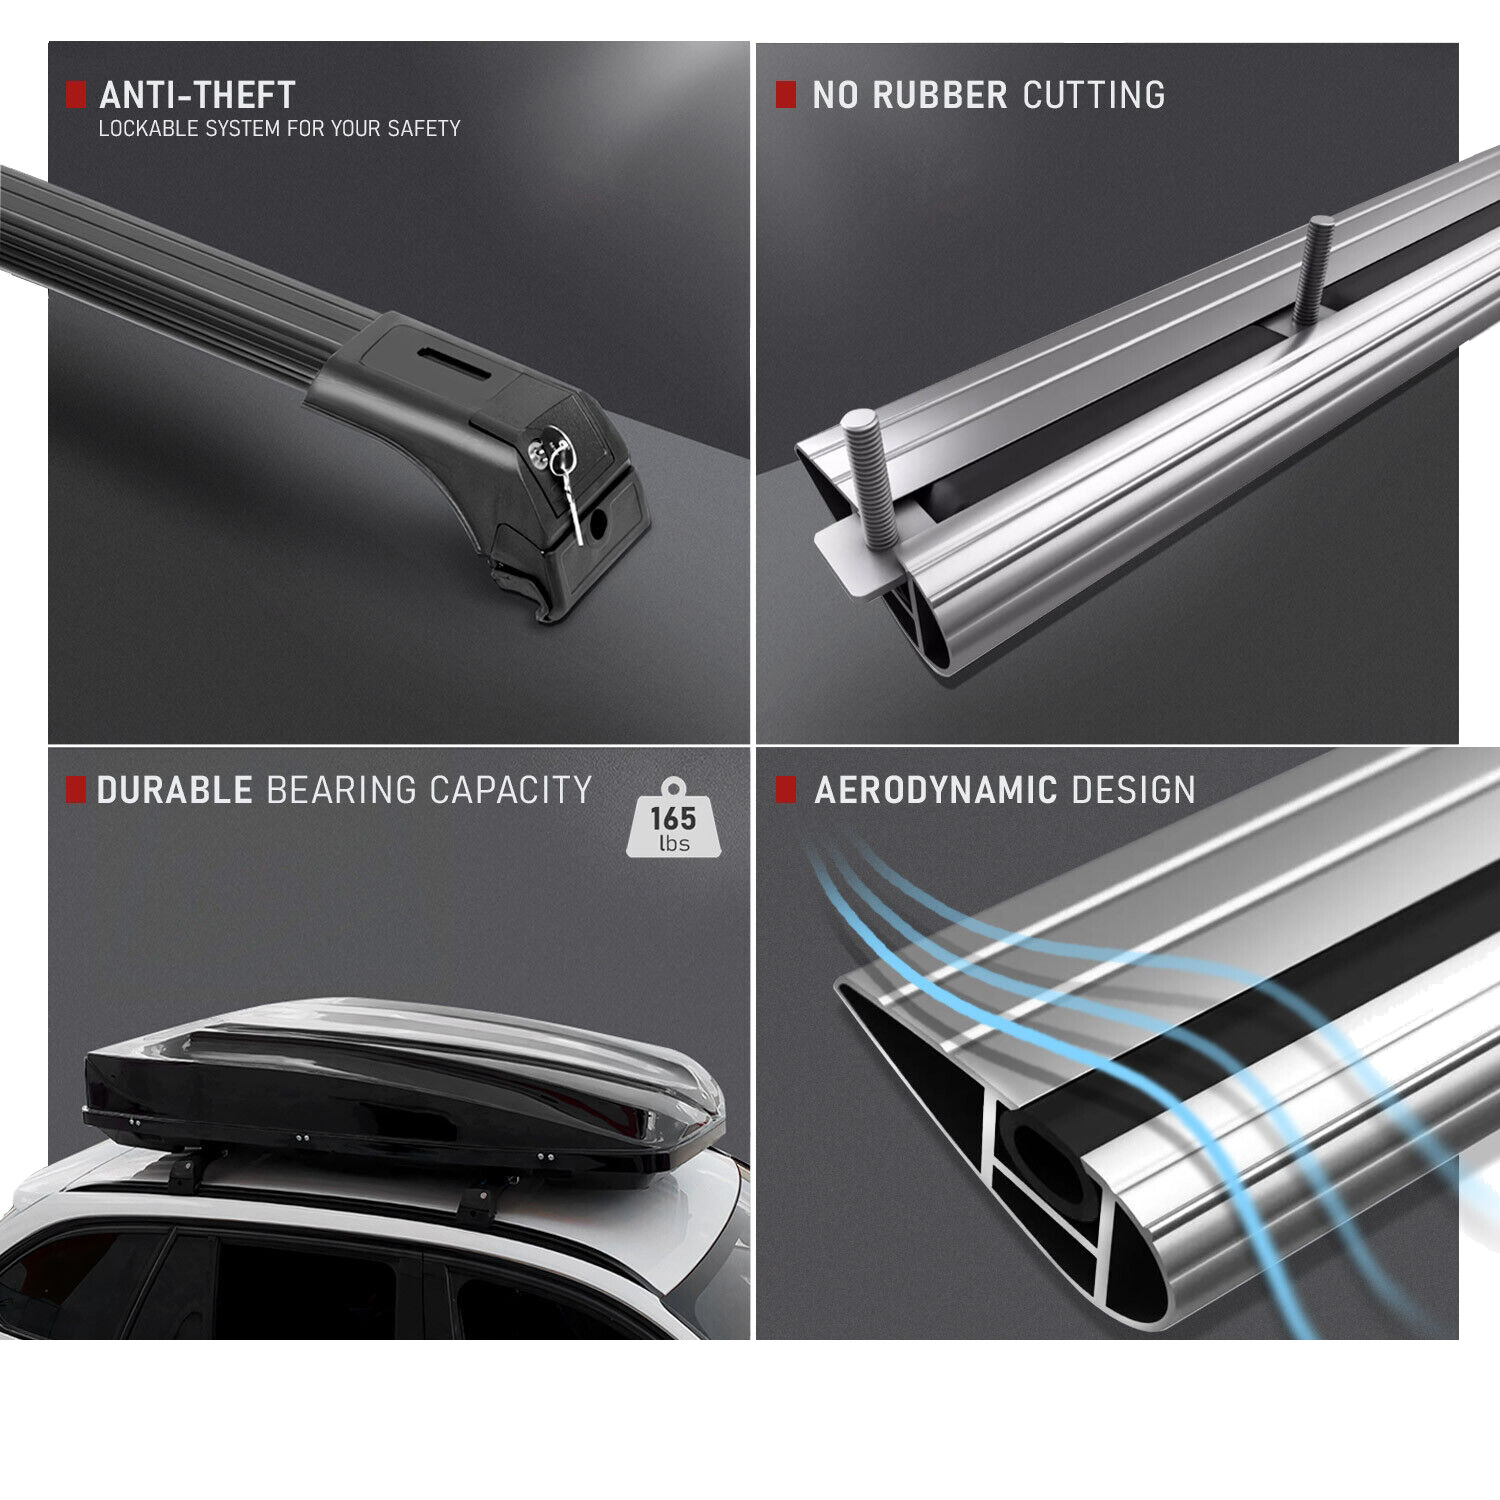 ANTI-THEFT
LOCKABLE SYSTEM FOR YOUR SAFETY
NO RUBBER CUTTING
DURABLE BEARING CAPACITY
165
lbs
AERODYNAMIC DESIGN